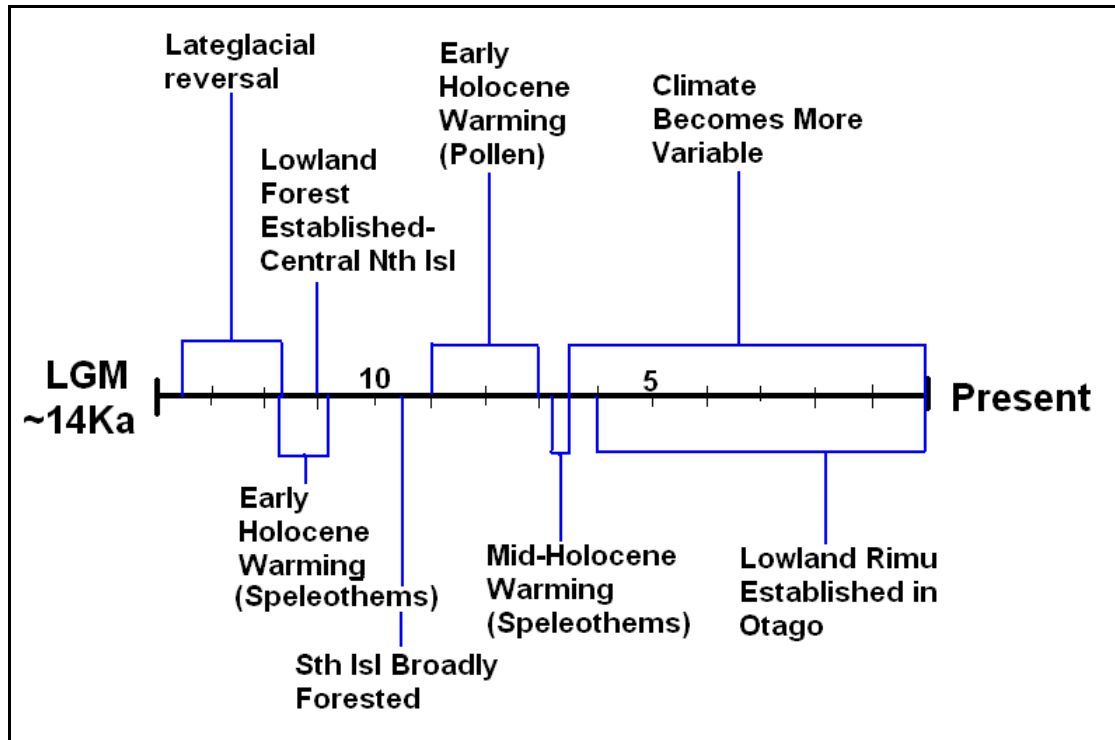 Lateglacial
reversal
Lowland
Forest
Established-
Central Nth Isl
Early
Holocene
Warming
(Pollen)
Climate
Becomes More
Variable
LGM
~14Ka
10
5
Present
Early
Holocene
Warming
(Speleothems)
Sth Isl Broadly
Forested
Mid-Holocene
Warming
(Speleothems)
Lowland Rimu
Established in
Otago